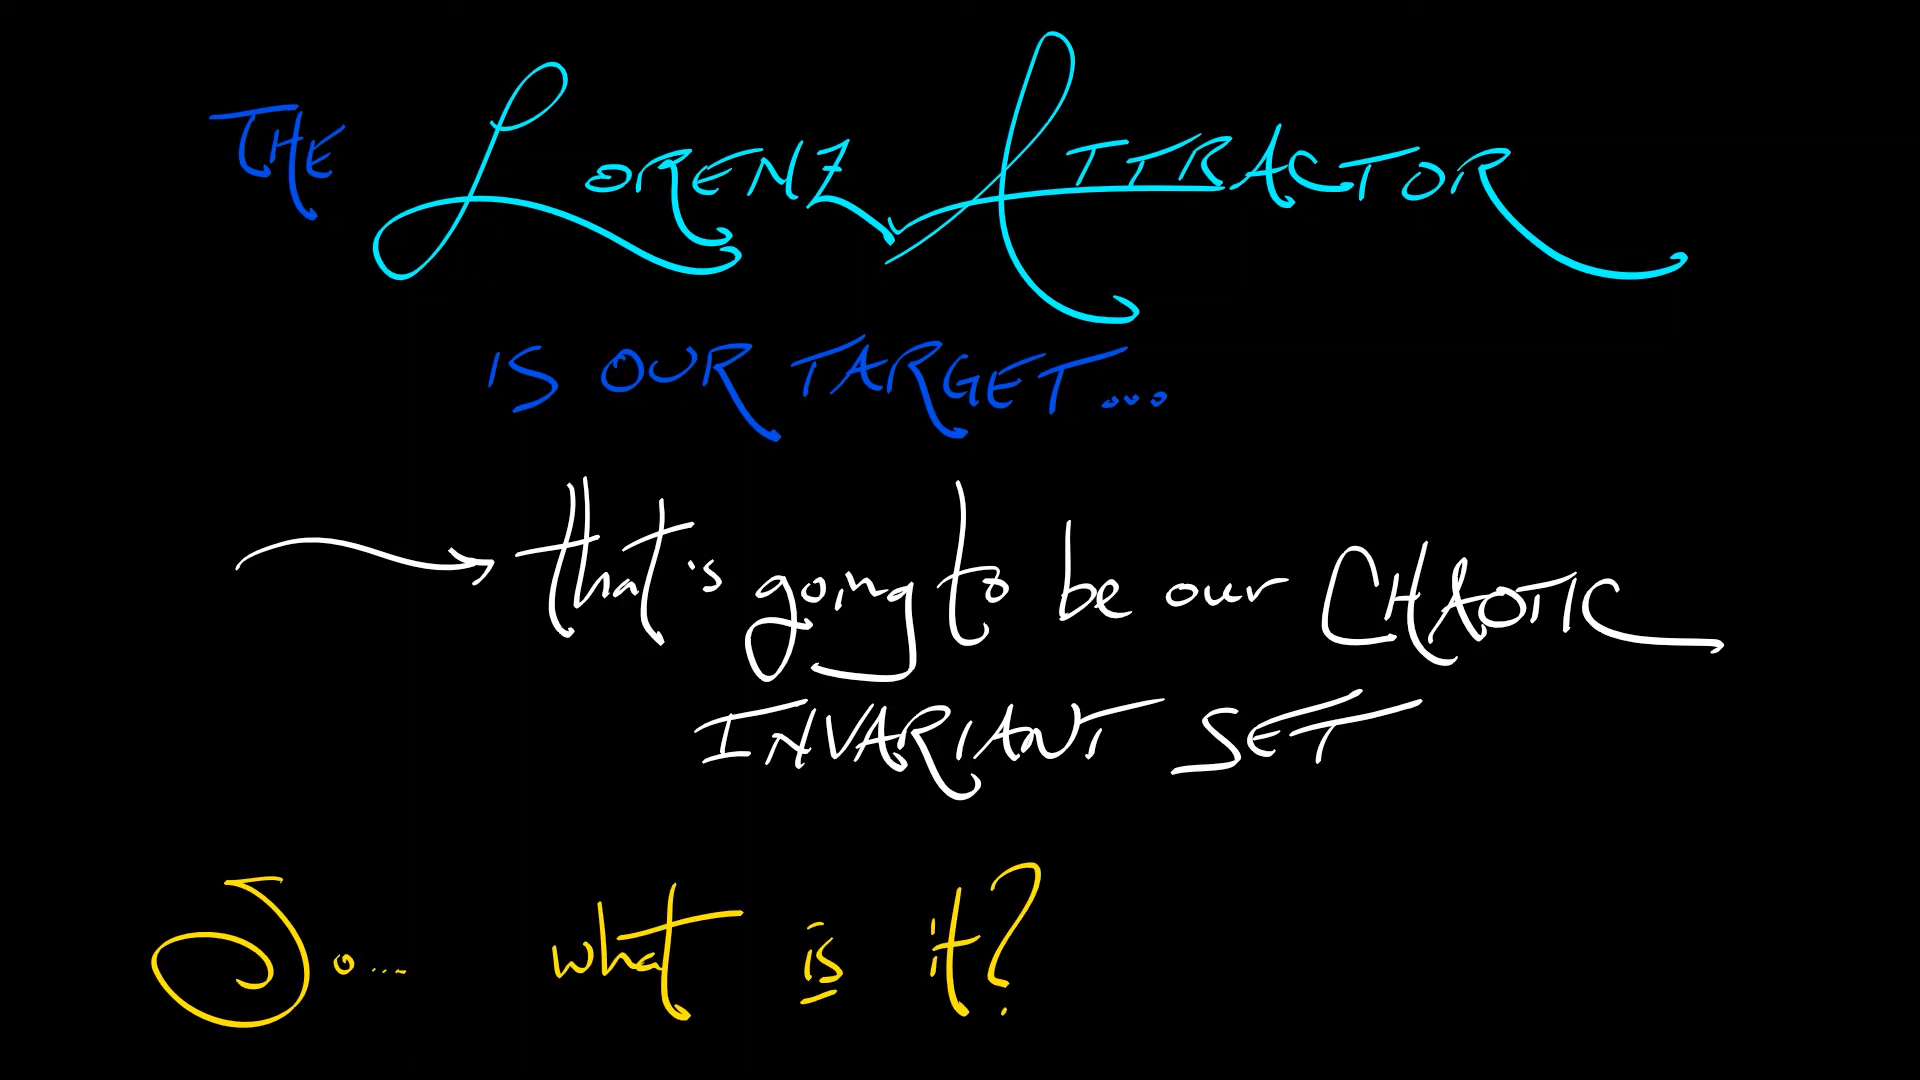 THE LORENZ ATTRACTOR
IS OUR TARGET...
that's going to be our CHAOTIC
INVARIANT SET
So... what is it?